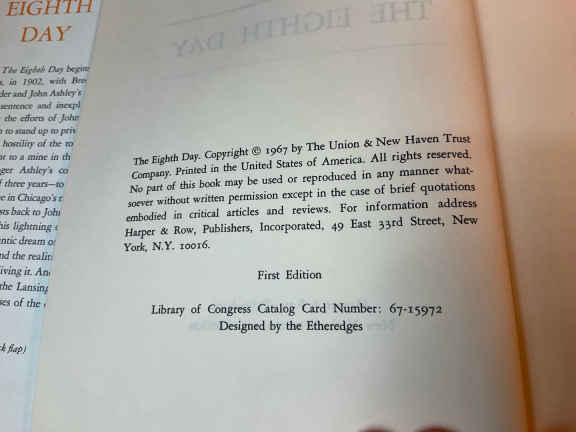 EIGHTH
DAY
The Eighth Day begins
s, in 1902, with Bre
der and John Ashley's
sentence and inexpl
the efforts of John
n to stand up to priv
hostility of the to
nt to a mine in th
ger Ashley's co
f three years—to
e in Chicago's r
sts back to John
his lightning
ntic dream o
nd the realit
iving it. An
the Lansing
ses of the
k flap)
THE EIGHTH DAY
The Eighth Day. Copyright © 1967 by The Union & New Haven Trust
Company. Printed in the United States of America. All rights reserved.
No part of this book may be used or reproduced in any manner what-
soever without written permission except in the case of brief quotations
embodied in critical articles and reviews. For information address
Harper & Row, Publishers, Incorporated, 49 East 33rd Street, New
York, N.Y. 10016.
First Edition
Library of Congress Catalog Card Number: 67-15972
Designed by the Etheredges